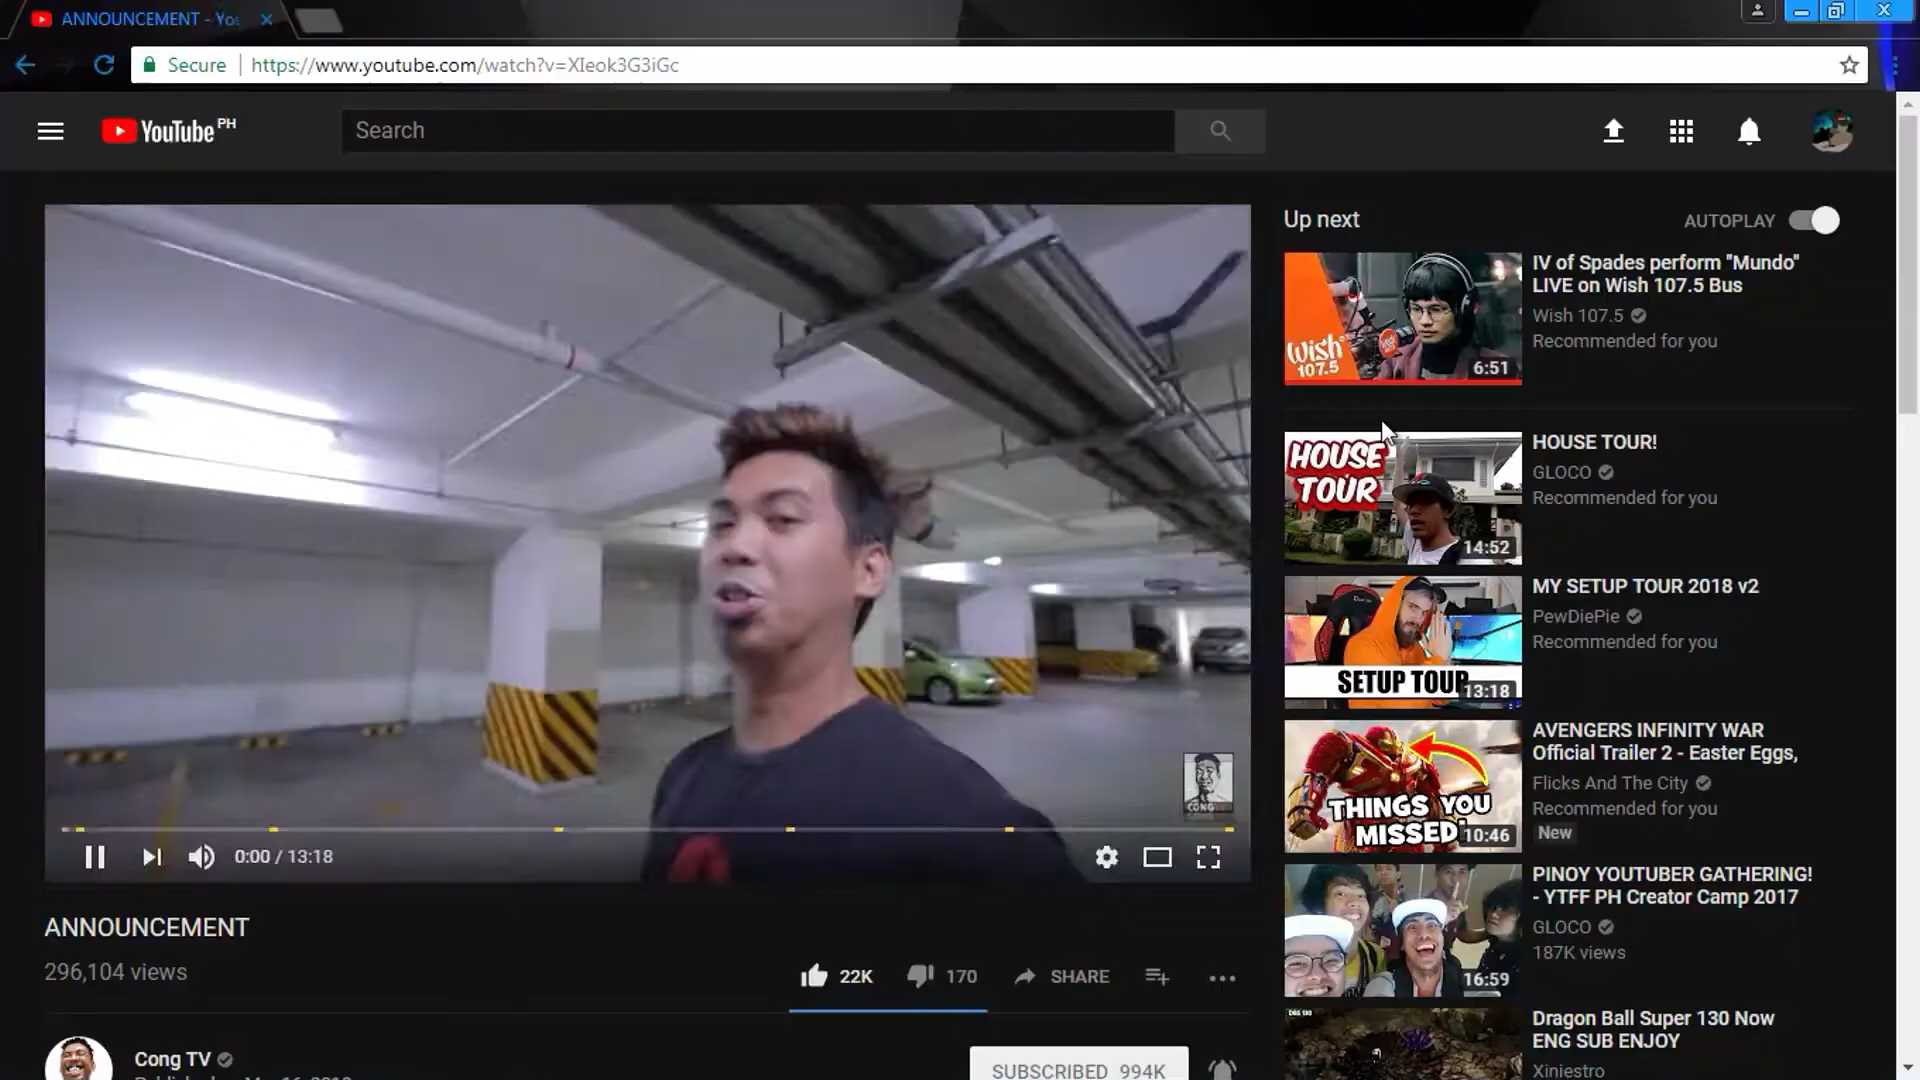 ANNOUNCEMENT - You
Secure
https://www.youtube.com/watch?v=XIeok3G3iGc
YouTube PH
Search
Up next
AUTOPLAY
WISH
107.5
6:51
IV of Spades perform "Mundo"
LIVE on Wish 107.5 Bus
Wish 107.5
Recommended for you
HOUSE
TOUR
14:52
HOUSE TOUR!
GLOCO
Recommended for you
SETUP TOUR
13:18
MY SETUP TOUR 2018 v2
PewDiePie
Recommended for you
THINGS YOU
MISSED
10:46
AVENGERS INFINITY WAR
Official Trailer 2 - Easter Eggs,
Flicks And The City
Recommended for you
New
16:59
PINOY YOUTUBER GATHERING!
- YTFF PH Creator Camp 2017
GLOCO
187K views
Dragon Ball Super 130 Now
ENG SUB ENJOY
Xiniestro
CONG
0:00 / 13:18
ANNOUNCEMENT
296,104 views
22K
170
SHARE
Cong TV
SUBSCRIBED 994K